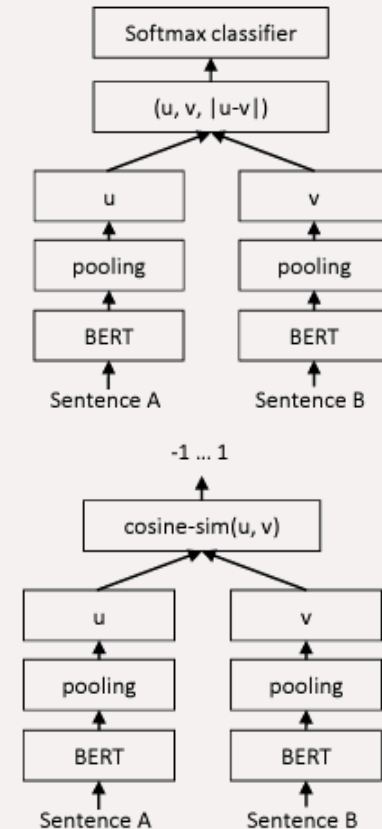 Softmax classifier
(u, v, |u-v|)
u v
pooling pooling
BERT BERT
Sentence A Sentence B
-1 ... 1
cosine-sim(u, v)
u v
pooling pooling
BERT BERT
Sentence A Sentence B